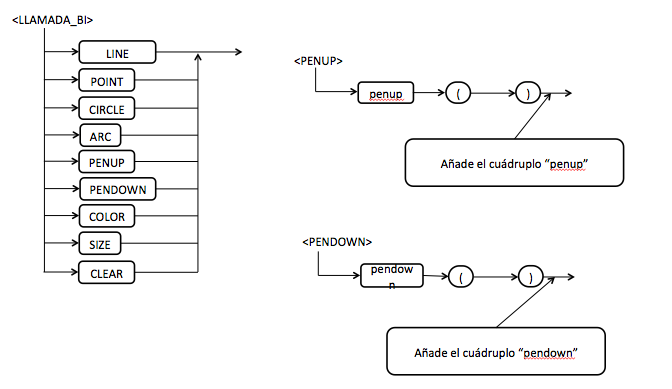 <LLAMADA_BI>
LINE
POINT
CIRCLE
ARC
PENUP
PENDOWN
COLOR
SIZE
CLEAR
<PENUP>
penup
(
)
Añade el cuádruplo “penup”
<PENDOWN>
pendow
n
(
)
Añade el cuádruplo “pendown”